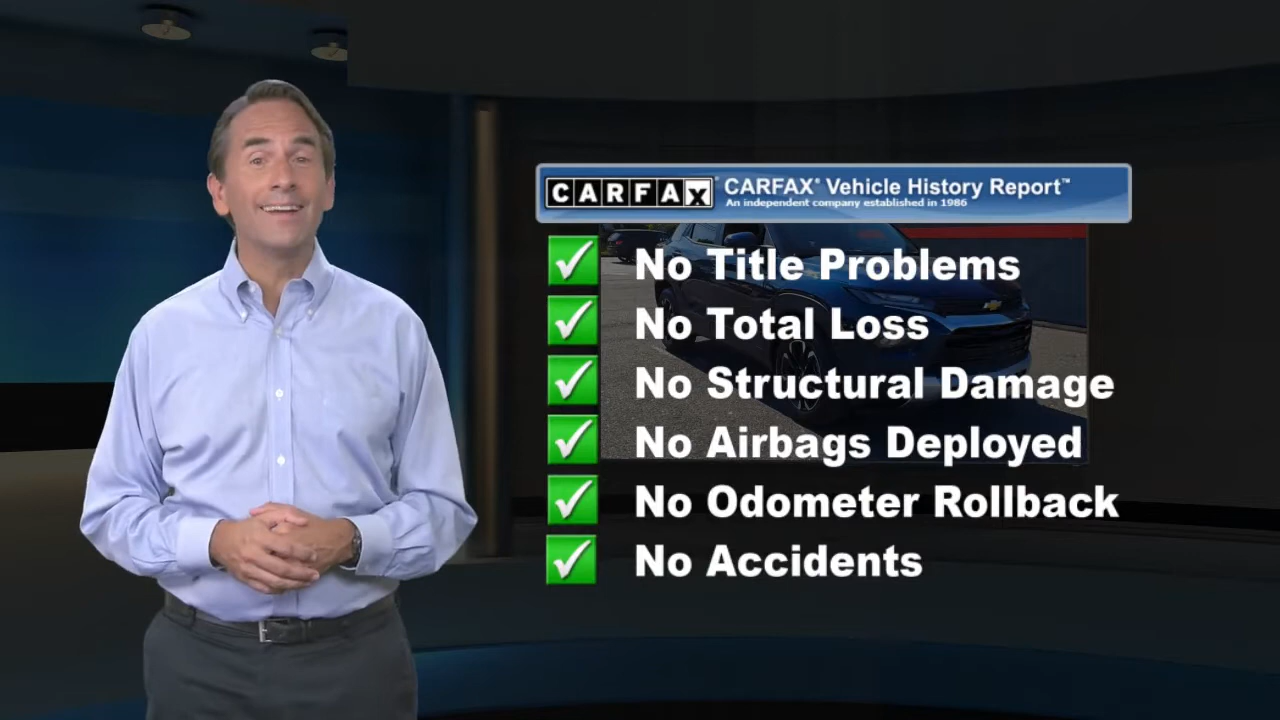 CARFAX
CARFAX® Vehicle History Report™
An independent company established in 1986
No Title Problems
No Total Loss
No Structural Damage
No Airbags Deployed
No Odometer Rollback
No Accidents